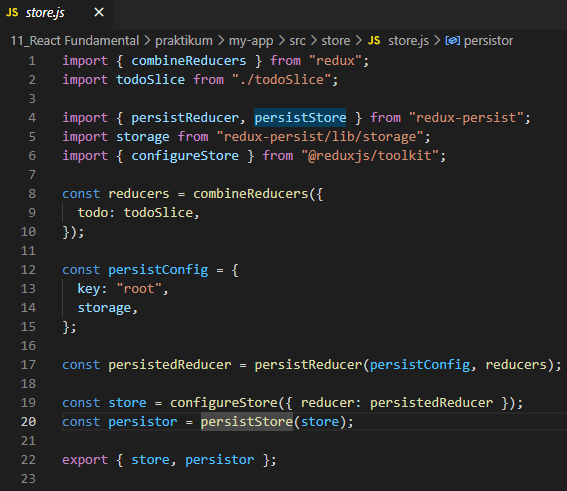 JS store.js ×
11_React Fundamental > praktikum > my-app > src > store > JS store.js > persistor
1 import { combineReducers } from "redux";
2 import todoSlice from "./todoSlice";
3
4 import { persistReducer, persistStore } from "redux-persist";
5 import storage from "redux-persist/lib/storage";
6 import { configureStore } from "@reduxjs/toolkit";
7
8 const reducers = combineReducers({
9   todo: todoSlice,
10 });
11
12 const persistConfig = {
13   key: "root",
14   storage,
15 };
16
17 const persistedReducer = persistReducer(persistConfig, reducers);
18
19 const store = configureStore({ reducer: persistedReducer });
20 const persistor = persistStore(store);
21
22 export { store, persistor };
23